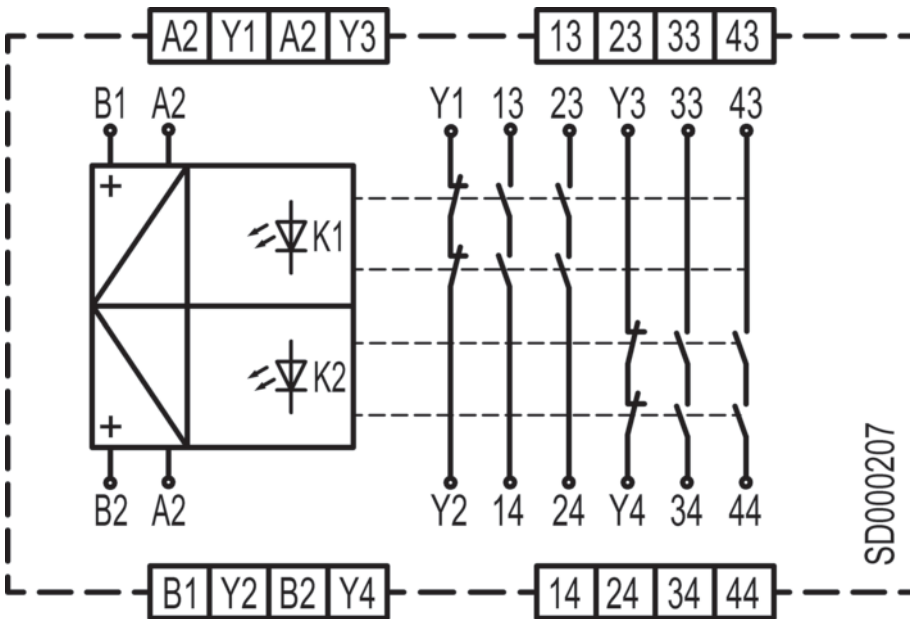 A2 Y1 A2 Y3 13 23 33 43
B1 A2 Y1 13 23 Y3 33 43
+
K1
K2
+
B2 A2 Y2 14 24 Y4 34 44
SD000207
B1 Y2 B2 Y4 14 24 34 44